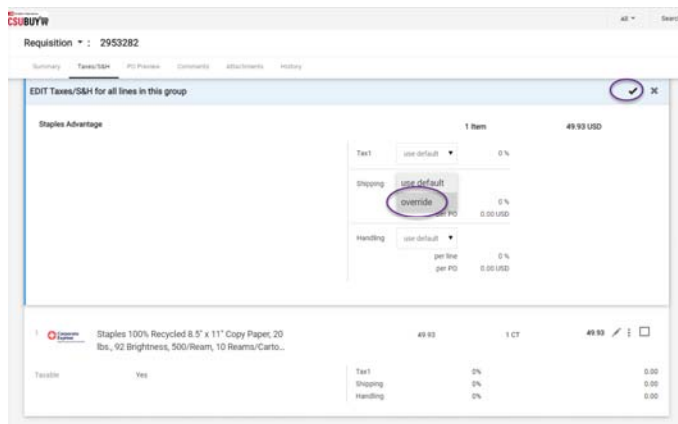 CSUBUY'W
All
Searc
Requisition : 2953282
Summary Taxes/S&H PO Preview Comments Attachments History
EDIT Taxes/S&H for all lines in this group
Staples Advantage 1 Item 49.93 USD
Tax1 use default 0 %
Shipping use default
override 0 %
per PO 0.00 USD
Handling use default
per line 0 %
per PO 0.00 USD
1 Corporate Express Staples 100% Recycled 8.5" x 11" Copy Paper, 20 49.93 1 CT 49.93
lbs., 92 Brightness, 500/Ream, 10 Reams/Carto...
Taxable Yes Tax1 0% 0.00
Shipping 0% 0.00
Handling 0% 0.00